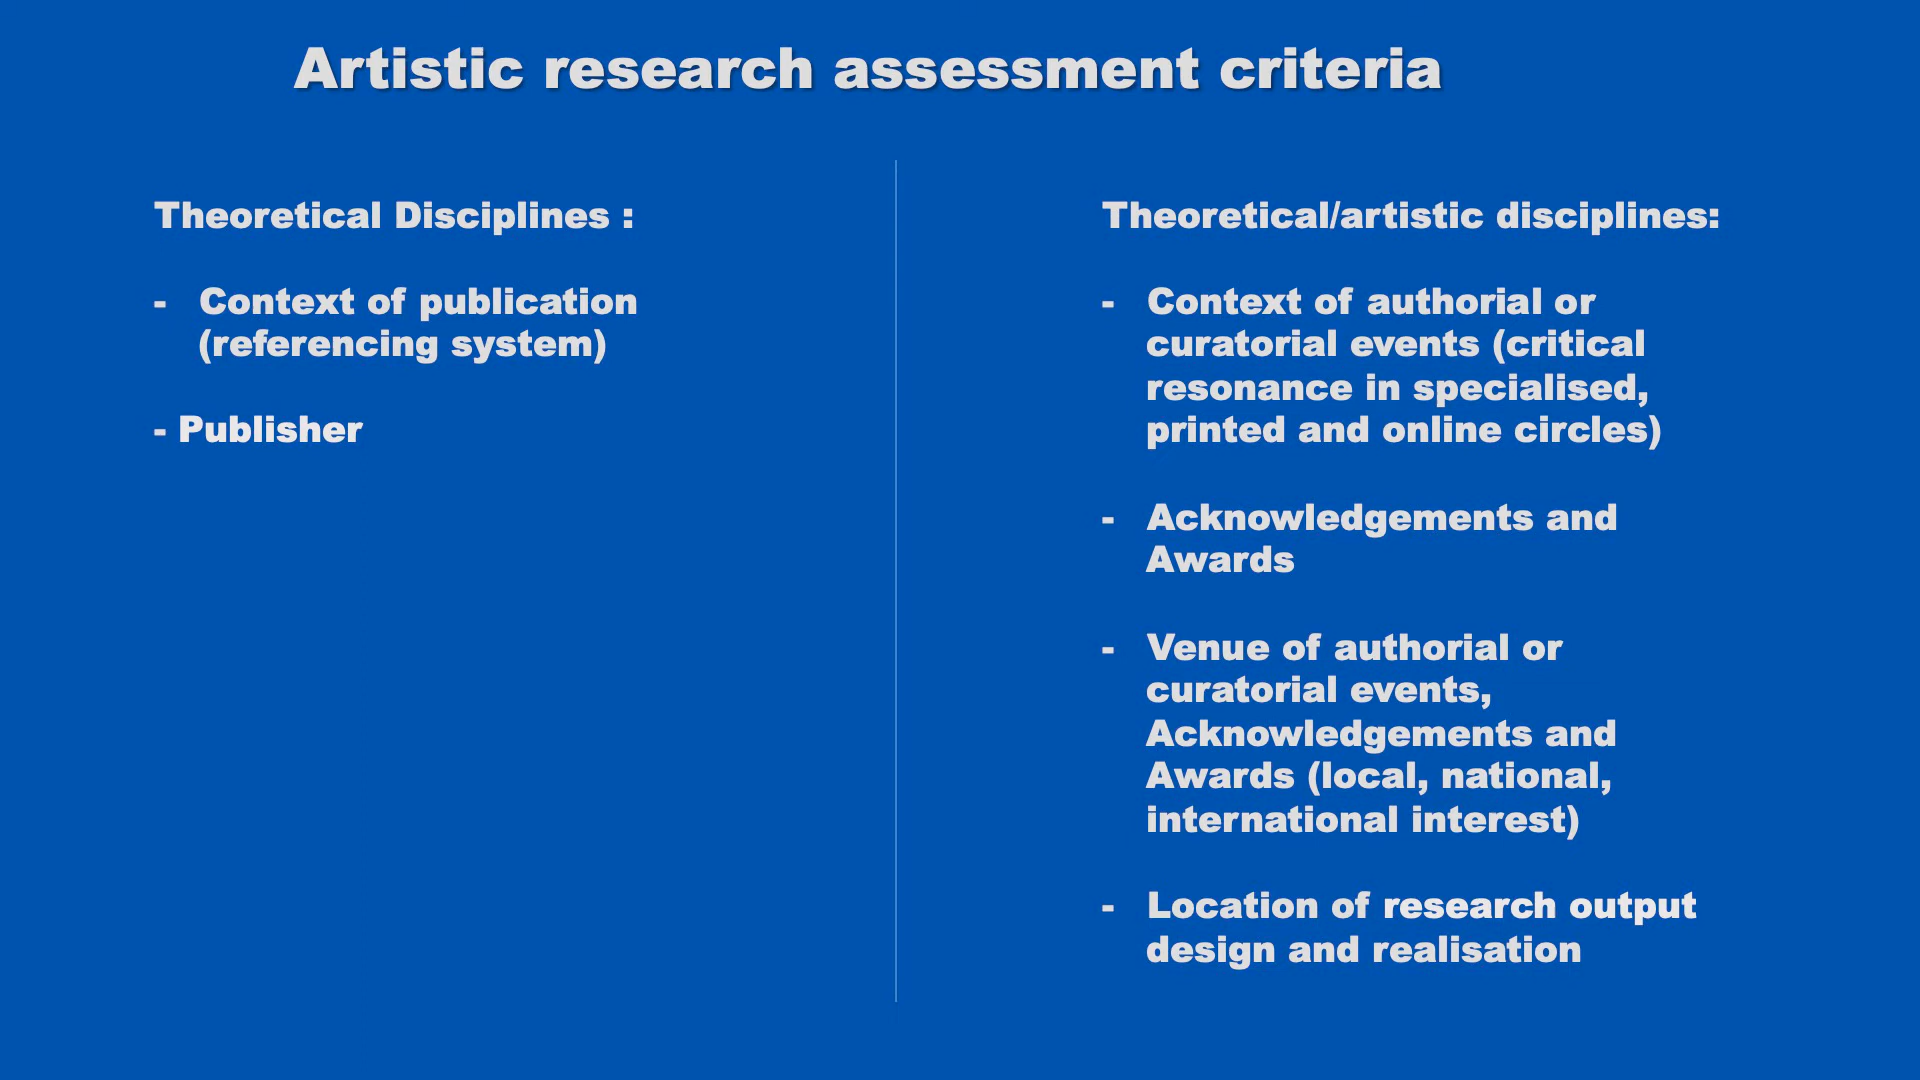 Artistic research assessment criteria
Theoretical Disciplines :
- Context of publication
(referencing system)
- Publisher
Theoretical/artistic disciplines:
- Context of authorial or
curatorial events (critical
resonance in specialised,
printed and online circles)
- Acknowledgements and
Awards
- Venue of authorial or
curatorial events,
Acknowledgements and
Awards (local, national,
international interest)
- Location of research output
design and realisation